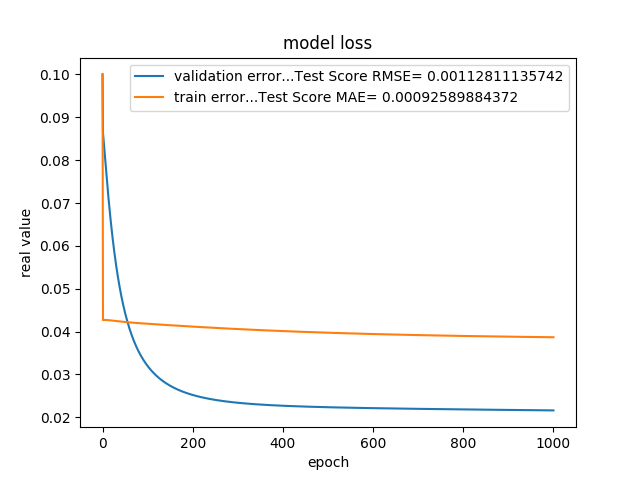 model loss
validation error...Test Score RMSE= 0.00112811135742
train error...Test Score MAE= 0.00092589884372
0.10
0.09
0.08
0.07
0.06
0.05
0.04
0.03
0.02
real value
0 200 400 600 800 1000
epoch